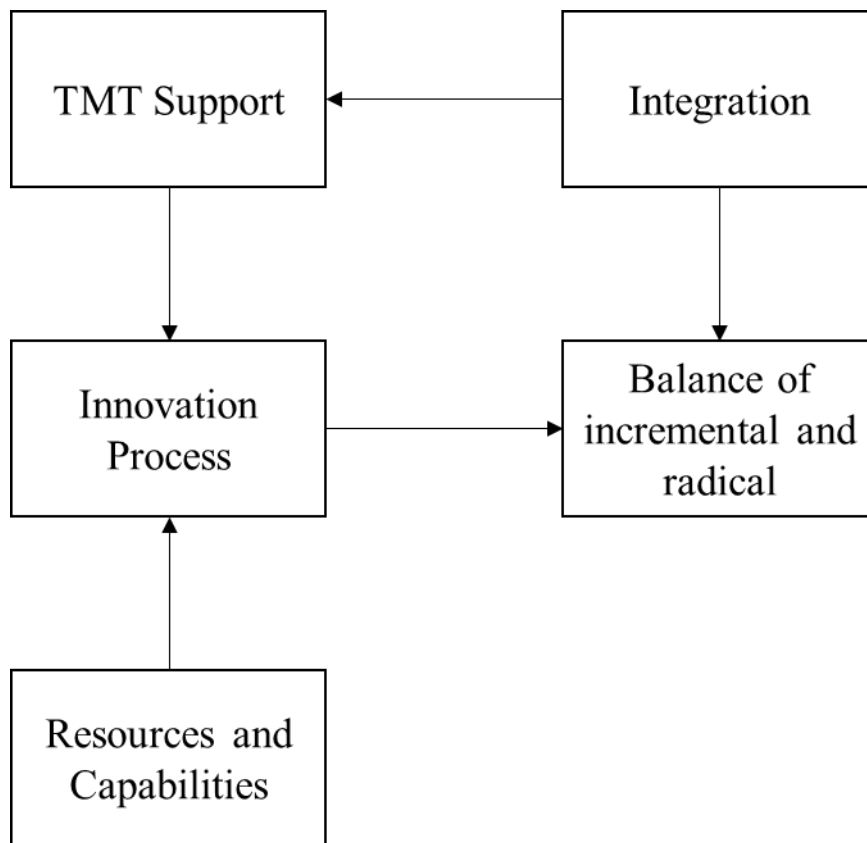 TMT Support
Integration
Innovation
Process
Balance of
incremental and
radical
Resources and
Capabilities